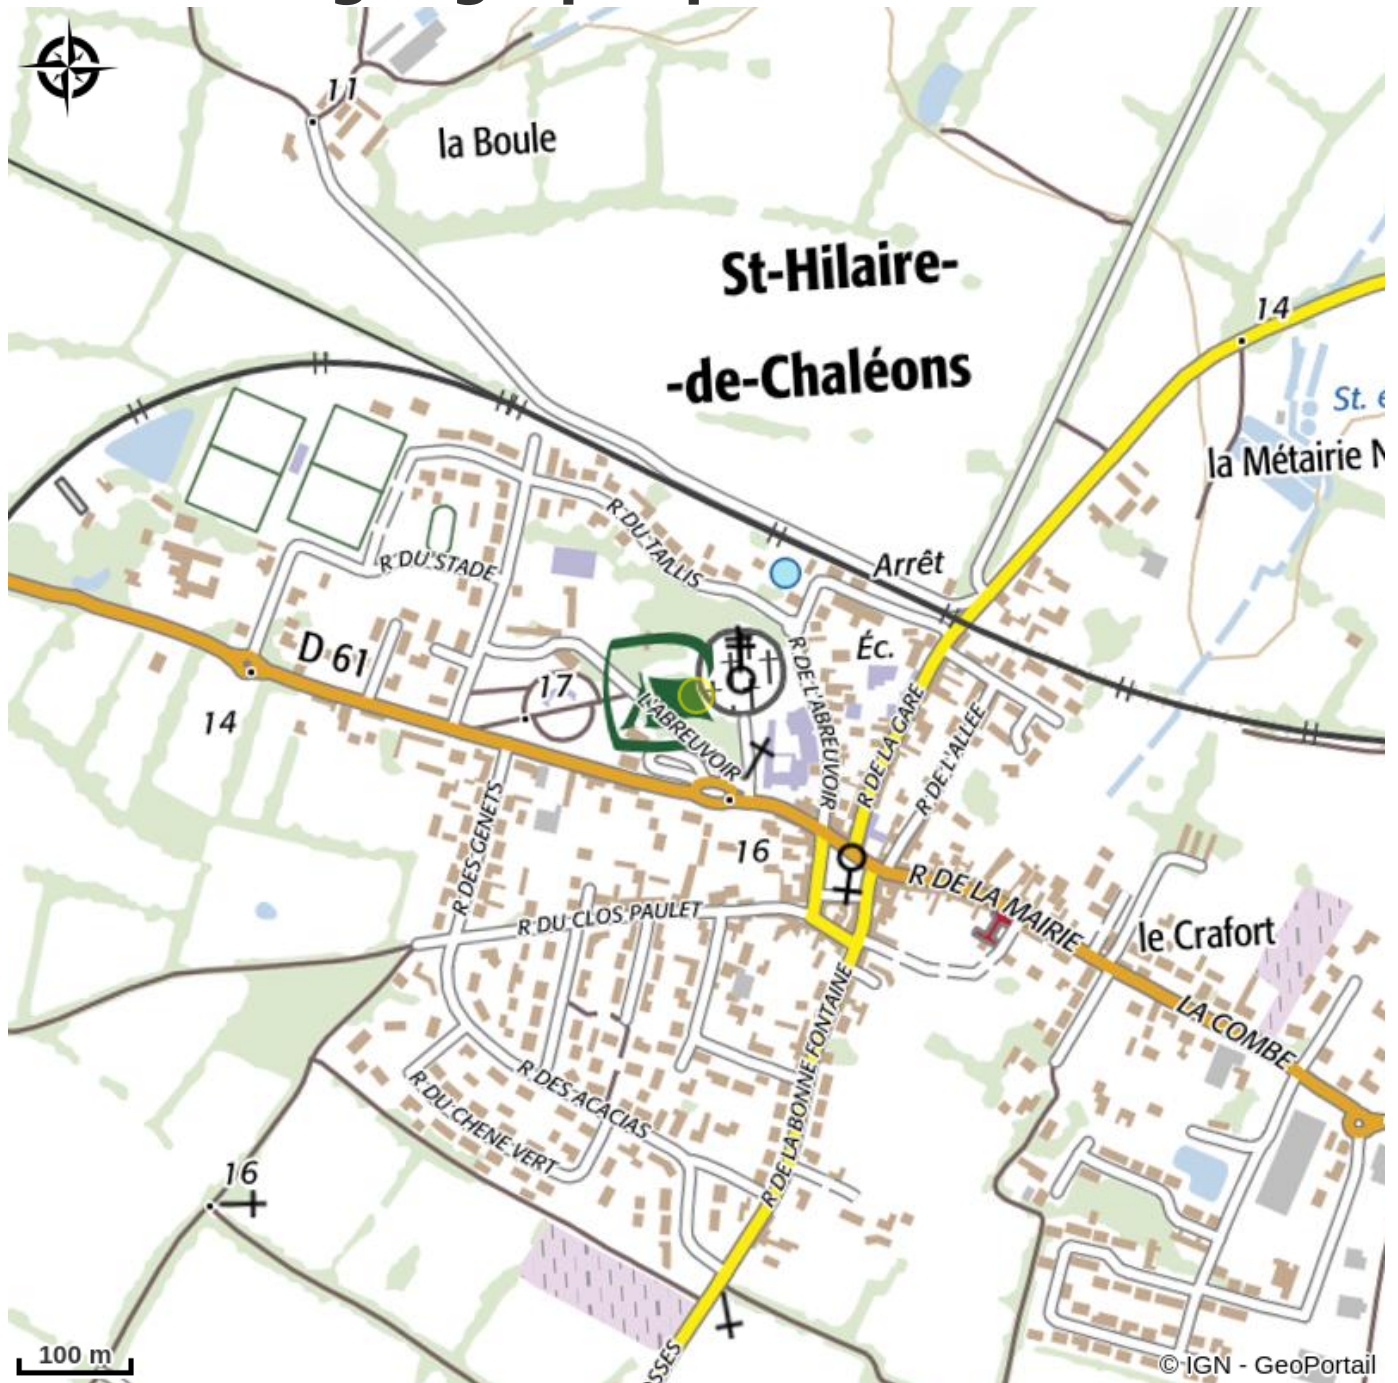 11
la Boule
St-Hilaire-
-de-Chaléons
14
St. e
la Métairie N
R DU TAILLIS
Arrêt
R DU STADE
Éc.
D 61
17
14
L'ABREUVOIR
R DE L'ABREUVOIR
R DE LA GARE
R DE L'ALLEE
R DES GENETS
16
R DE LA MAIRIE
R DU CLOS PAULET
le Crafort
LA COMBE
R DE LA BONNE FONTAINE
R DES ACACIAS
R DU CHENE VERT
16
SSES
100 m
© IGN - GeoPortail